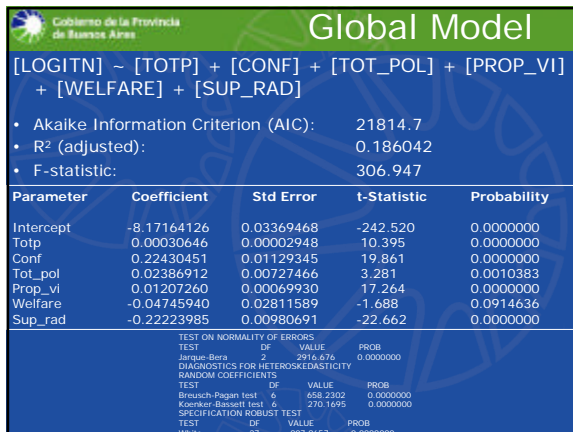 Gobierno de la Provincia
de Buenos Aires
Global Model
[LOGITN] ~ [TOTP] + [CONF] + [TOT_POL] + [PROP_VI]
+ [WELFARE] + [SUP_RAD]
• Akaike Information Criterion (AIC): 21814.7
• R² (adjusted): 0.186042
• F-statistic: 306.947
Parameter Coefficient Std Error t-Statistic Probability
Intercept -8.17164126 0.03369468 -242.520 0.0000000
Totp 0.00030646 0.00002948 10.395 0.0000000
Conf 0.22430451 0.01129345 19.861 0.0000000
Tot_pol 0.02386912 0.00727466 3.281 0.0010383
Prop_vi 0.01207260 0.00069930 17.264 0.0000000
Welfare -0.04745940 0.02811589 -1.688 0.0914636
Sup_rad -0.22223985 0.00980691 -22.662 0.0000000
TEST ON NORMALITY OF ERRORS
TEST DF VALUE PROB
Jarque-Bera 2 2916.676 0.0000000
DIAGNOSTICS FOR HETEROSKEDASTICITY
RANDOM COEFFICIENTS
TEST DF VALUE PROB
Breusch-Pagan test 6 658.2302 0.0000000
Koenker-Bassett test 6 270.1695 0.0000000
SPECIFICATION ROBUST TEST
TEST DF VALUE PROB